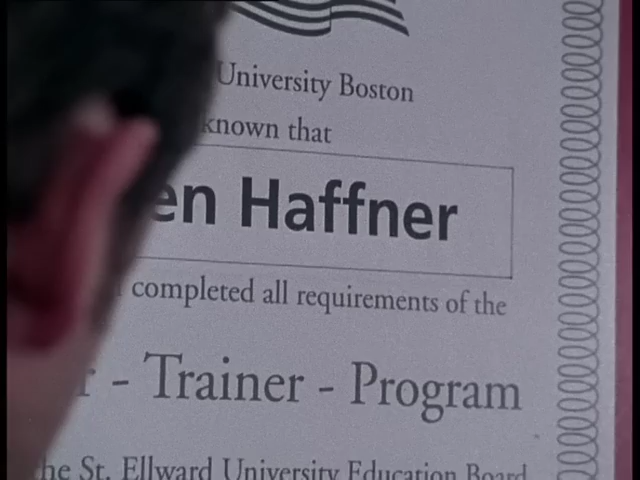 University Boston
known that
en Haffner
completed all requirements of the
- Trainer - Program
he St. Ellward University Education Board